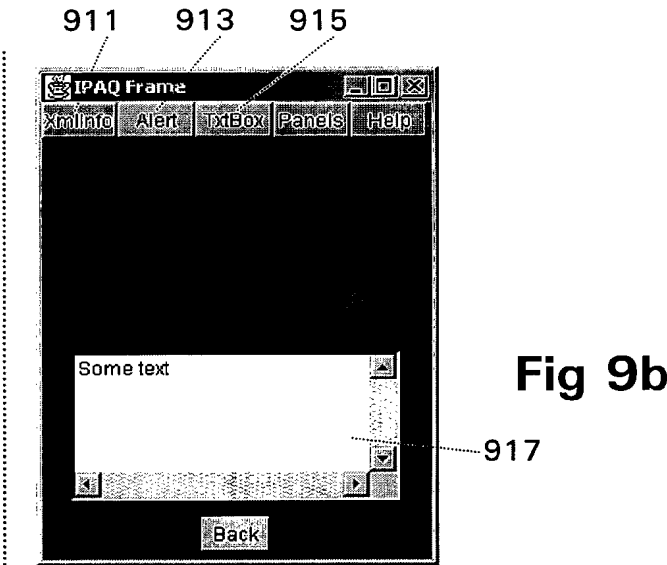 911 913 915
IPAQ Frame
XmlInfo Alert TxtBox Panels Help
Some text
Fig 9b
917
Back